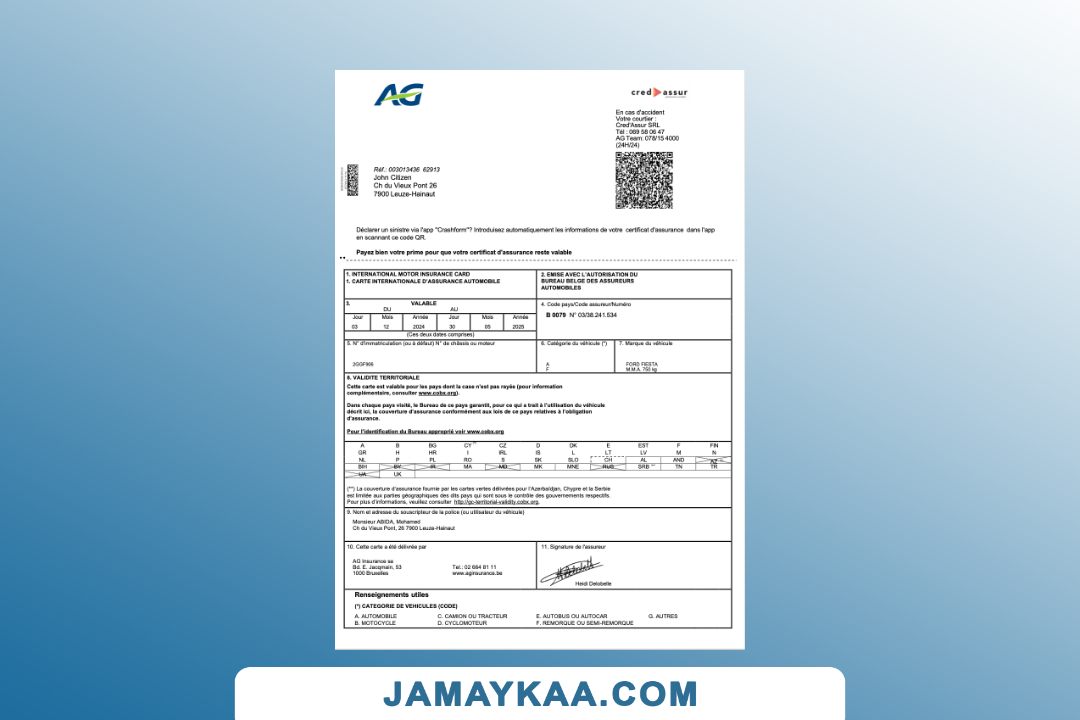 AG
cred assur
En cas d'accident
Votre courtier :
Cred'Assur SRL
Tél : 069 58 06 47
AG Team: 078/15 4000
(24H/24)
Réf.: 003013436 62913
John Citizen
Ch du Vieux Pont 26
7900 Leuze-Hainaut
Déclarer un sinistre via l'app "Crashform"? Introduisez automatiquement les informations de votre certificat d'assurance dans l'app
en scannant ce code QR.
Payez bien votre prime pour que votre certificat d'assurance reste valable
1. INTERNATIONAL MOTOR INSURANCE CARD
1. CARTE INTERNATIONALE D'ASSURANCE AUTOMOBILE
2. EMISE AVEC L'AUTORISATION DU
BUREAU BELGE DES ASSUREURS
AUTOMOBILES
3. VALABLE
DU AU
Jour Mois Année Jour Mois Année
03 12 2024 30 05 2025
(Ces deux dates comprises)
4. Code pays/Code assureur/Numéro
B 0079 N° 03/38.241.534
5. N° d'immatriculation (ou à défaut) N° de châssis ou moteur
2GGF966
6. Catégorie du véhicule (*)
A
F
7. Marque du véhicule
FORD FIESTA
M.M.A. 750 kg
8. VALIDITE TERRITORIALE
Cette carte est valable pour les pays dont la case n'est pas rayée (pour information
complémentaire, consulter www.cobx.org).
Dans chaque pays visité, le Bureau de ce pays garantit, pour ce qui a trait à l'utilisation du véhicule
décrit ici, la couverture d'assurance conformément aux lois de ce pays relatives à l'obligation
d'assurance.
Pour l'identification du Bureau approprié voir www.cobx.org
A B BG CY CZ D DK E EST F FIN
GR H HR I IRL IS L LT LV M N
NL P PL RO S SK SLO CH AL AND AZ
BIH BY IL MA MD MK MNE RUS SRB TN TR
UA UK
(**) La couverture d'assurance fournie par les cartes vertes délivrées pour l'Azerbaïdjan, Chypre et la Serbie
est limitée aux parties géographiques des dits pays qui sont sous le contrôle des gouvernements respectifs.
Pour plus d'informations, veuillez consulter http://gc-territorial-validity.cobx.org.
9. Nom et adresse du souscripteur de la police (ou utilisateur du véhicule)
Monsieur ABIDA, Mohamed
Ch du Vieux Pont, 26 7900 Leuze-Hainaut
10. Cette carte a été délivrée par
AG Insurance sa
Bd. E. Jacqmain, 53
1000 Bruxelles
Tel.: 02 664 81 11
www.aginsurance.be
11. Signature de l'assureur
Heidi Delobelle
Renseignements utiles
(*) CATEGORIE DE VEHICULES (CODE)
A. AUTOMOBILE C. CAMION OU TRACTEUR E. AUTOBUS OU AUTOCAR G. AUTRES
B. MOTOCYCLE D. CYCLOMOTEUR F. REMORQUE OU SEMI-REMORQUE
JAMAYKAA.COM